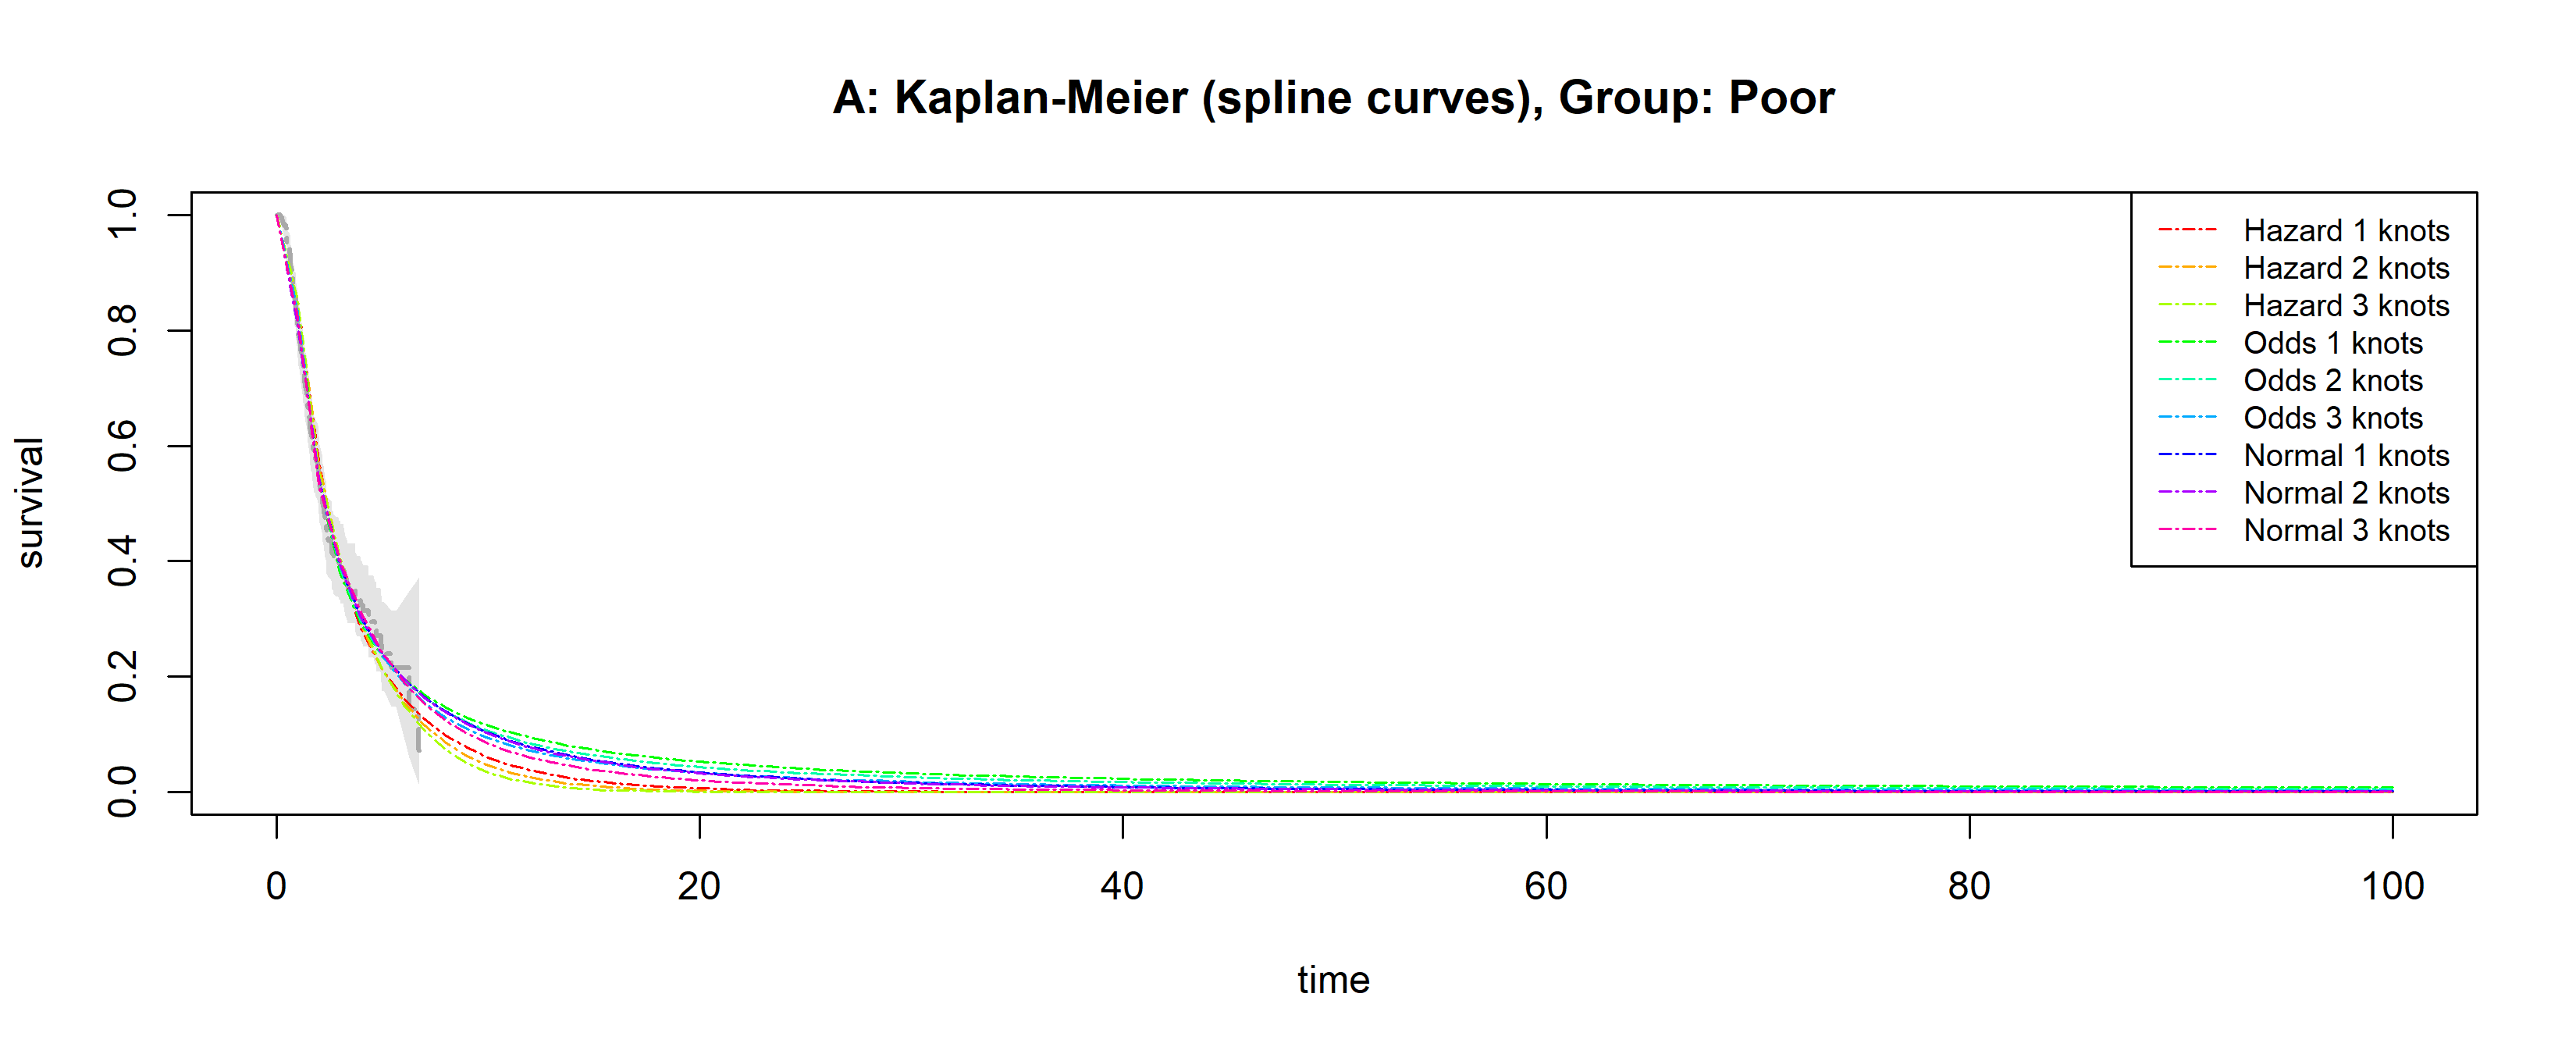 A: Kaplan-Meier (spline curves), Group: Poor
1.0
0.8
0.6
0.4
0.2
0.0
survival
Hazard 1 knots
Hazard 2 knots
Hazard 3 knots
Odds 1 knots
Odds 2 knots
Odds 3 knots
Normal 1 knots
Normal 2 knots
Normal 3 knots
0 20 40 60 80 100
time